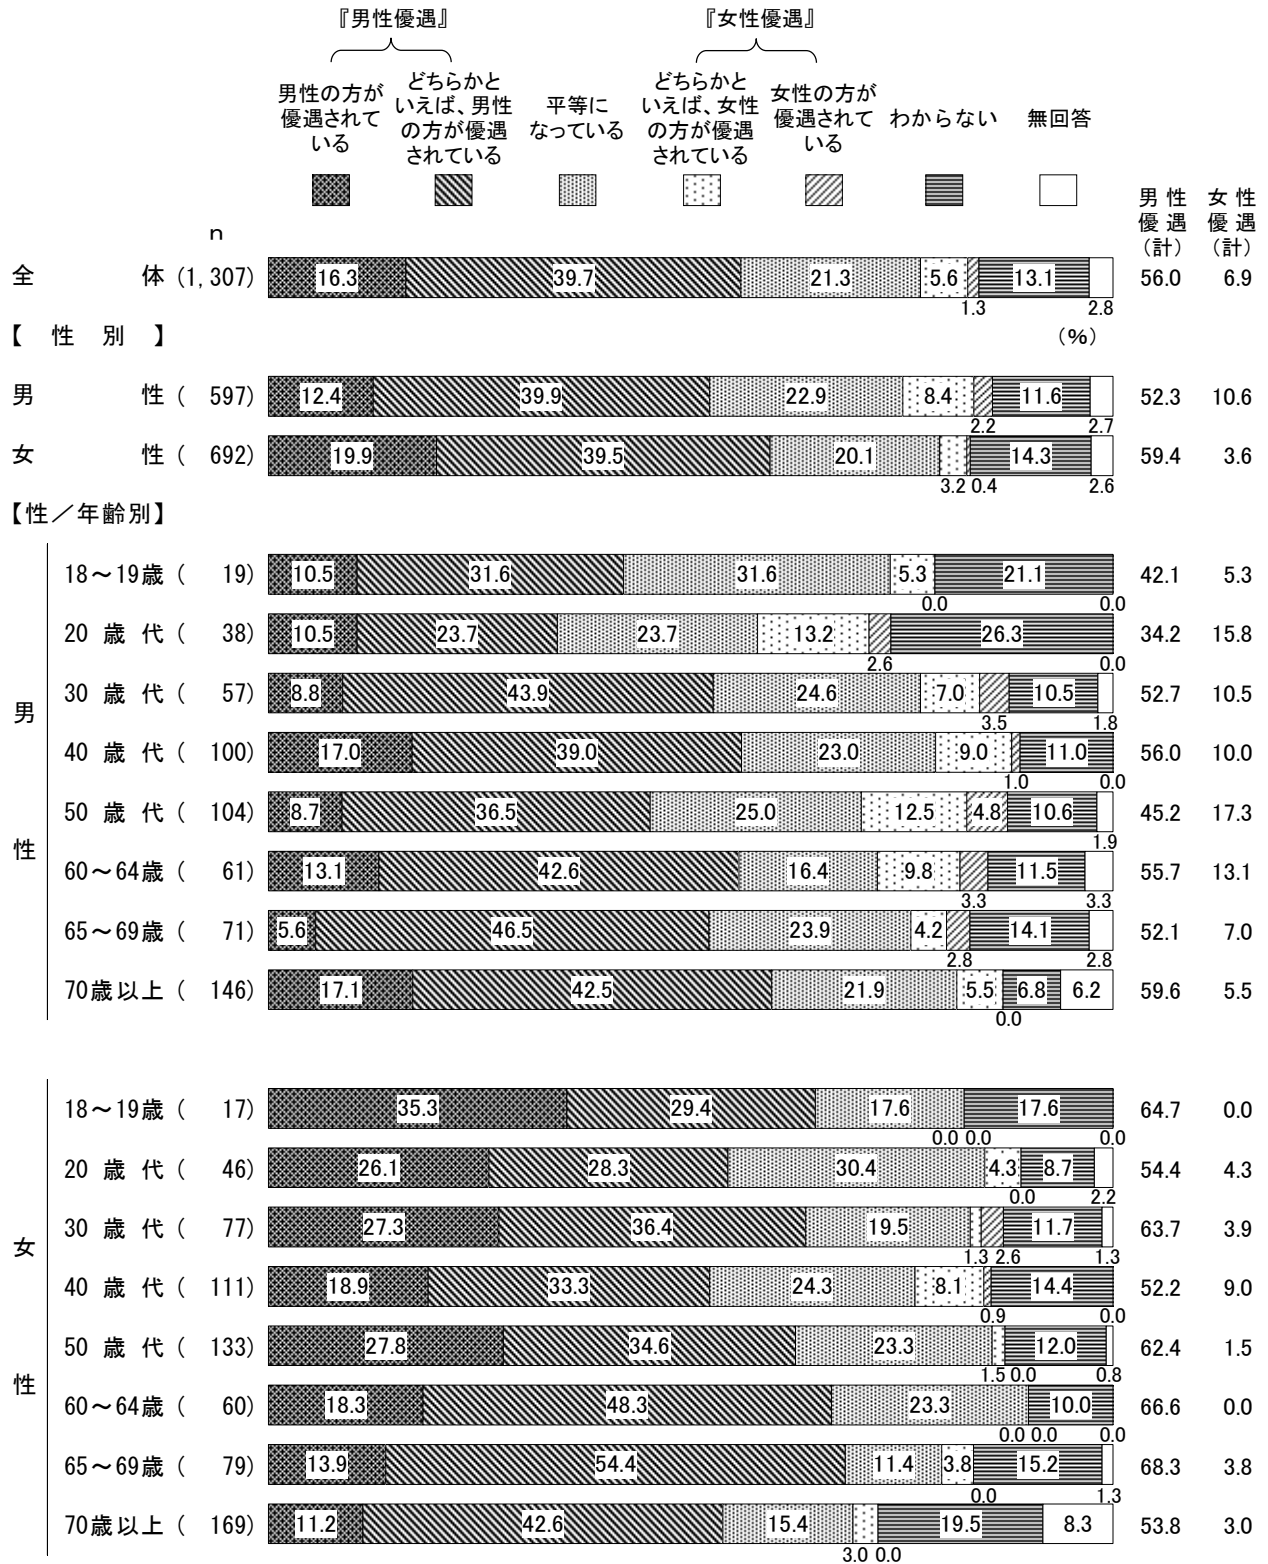 『男性優遇』 『女性優遇』
男性の方が優遇されている
どちらかといえば、男性の方が優遇されている
平等になっている
どちらかといえば、女性の方が優遇されている
女性の方が優遇されている
わからない
無回答
男性優遇(計) 女性優遇(計)
n
全体 (1,307) 16.3 39.7 21.3 5.6 1.3 13.1 2.8 56.0 6.9
【性別】 (%)
男性 (597) 12.4 39.9 22.9 8.4 2.2 11.6 2.7 52.3 10.6
女性 (692) 19.9 39.5 20.1 3.2 0.4 14.3 2.6 59.4 3.6
【性/年齢別】
男性
18~19歳 (19) 10.5 31.6 31.6 5.3 0.0 21.1 0.0 42.1 5.3
20歳代 (38) 10.5 23.7 23.7 13.2 2.6 26.3 0.0 34.2 15.8
30歳代 (57) 8.8 43.9 24.6 7.0 3.5 10.5 1.8 52.7 10.5
40歳代 (100) 17.0 39.0 23.0 9.0 1.0 11.0 0.0 56.0 10.0
50歳代 (104) 8.7 36.5 25.0 12.5 4.8 10.6 1.9 45.2 17.3
60~64歳 (61) 13.1 42.6 16.4 9.8 3.3 11.5 3.3 55.7 13.1
65~69歳 (71) 5.6 46.5 23.9 4.2 2.8 14.1 2.8 52.1 7.0
70歳以上 (146) 17.1 42.5 21.9 5.5 0.0 6.8 6.2 59.6 5.5
女性
18~19歳 (17) 35.3 29.4 17.6 0.0 0.0 17.6 0.0 64.7 0.0
20歳代 (46) 26.1 28.3 30.4 4.3 0.0 8.7 2.2 54.4 4.3
30歳代 (77) 27.3 36.4 19.5 1.3 2.6 11.7 1.3 63.7 3.9
40歳代 (111) 18.9 33.3 24.3 8.1 0.9 14.4 0.0 52.2 9.0
50歳代 (133) 27.8 34.6 23.3 1.5 0.0 12.0 0.8 62.4 1.5
60~64歳 (60) 18.3 48.3 23.3 0.0 0.0 10.0 0.0 66.6 0.0
65~69歳 (79) 13.9 54.4 11.4 3.8 0.0 15.2 1.3 68.3 3.8
70歳以上 (169) 11.2 42.6 15.4 3.0 0.0 19.5 8.3 53.8 3.0